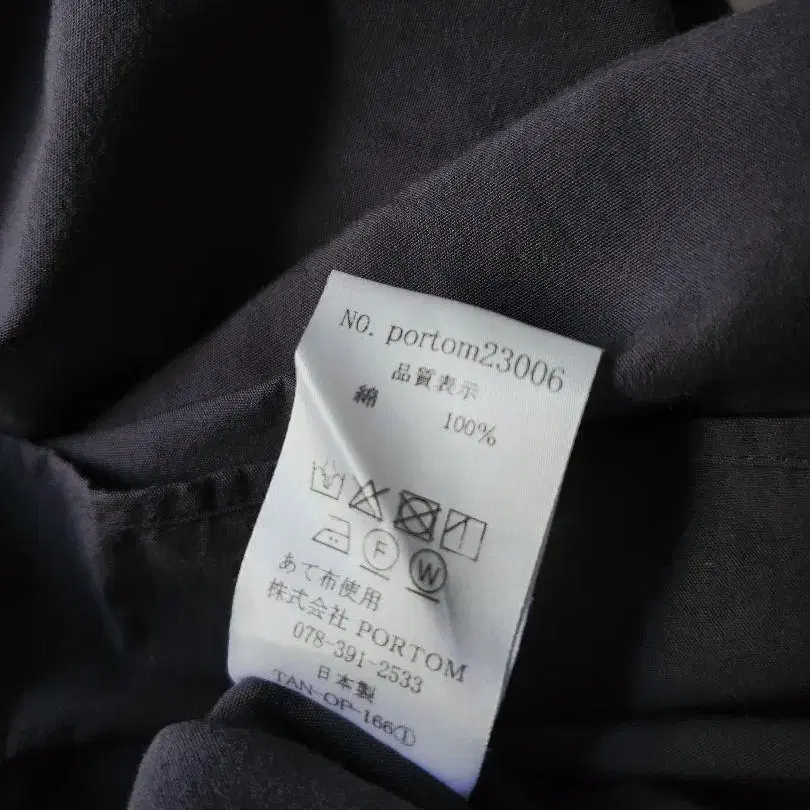 NO. portom23006
品質表示
綿 100%
F W
あて布使用
株式会社 PORTOM
078-391-2533
日本製
TAN-OP-166①